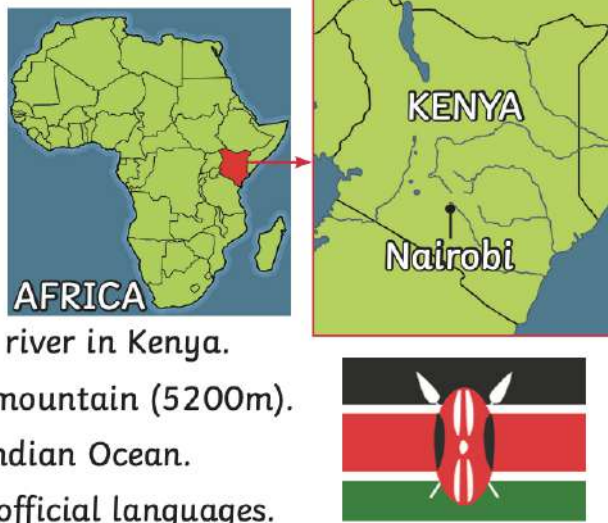 KENYA
Nairobi
AFRICA
river in Kenya.
mountain (5200m).
ndian Ocean.
official languages.